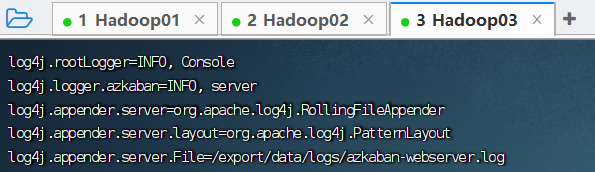 1 Hadoop01 × 2 Hadoop02 × 3 Hadoop03 × +
log4j.rootLogger=INFO, Console
log4j.logger.azkaban=INFO, server
log4j.appender.server=org.apache.log4j.RollingFileAppender
log4j.appender.server.layout=org.apache.log4j.PatternLayout
log4j.appender.server.File=/export/data/logs/azkaban-webserver.log